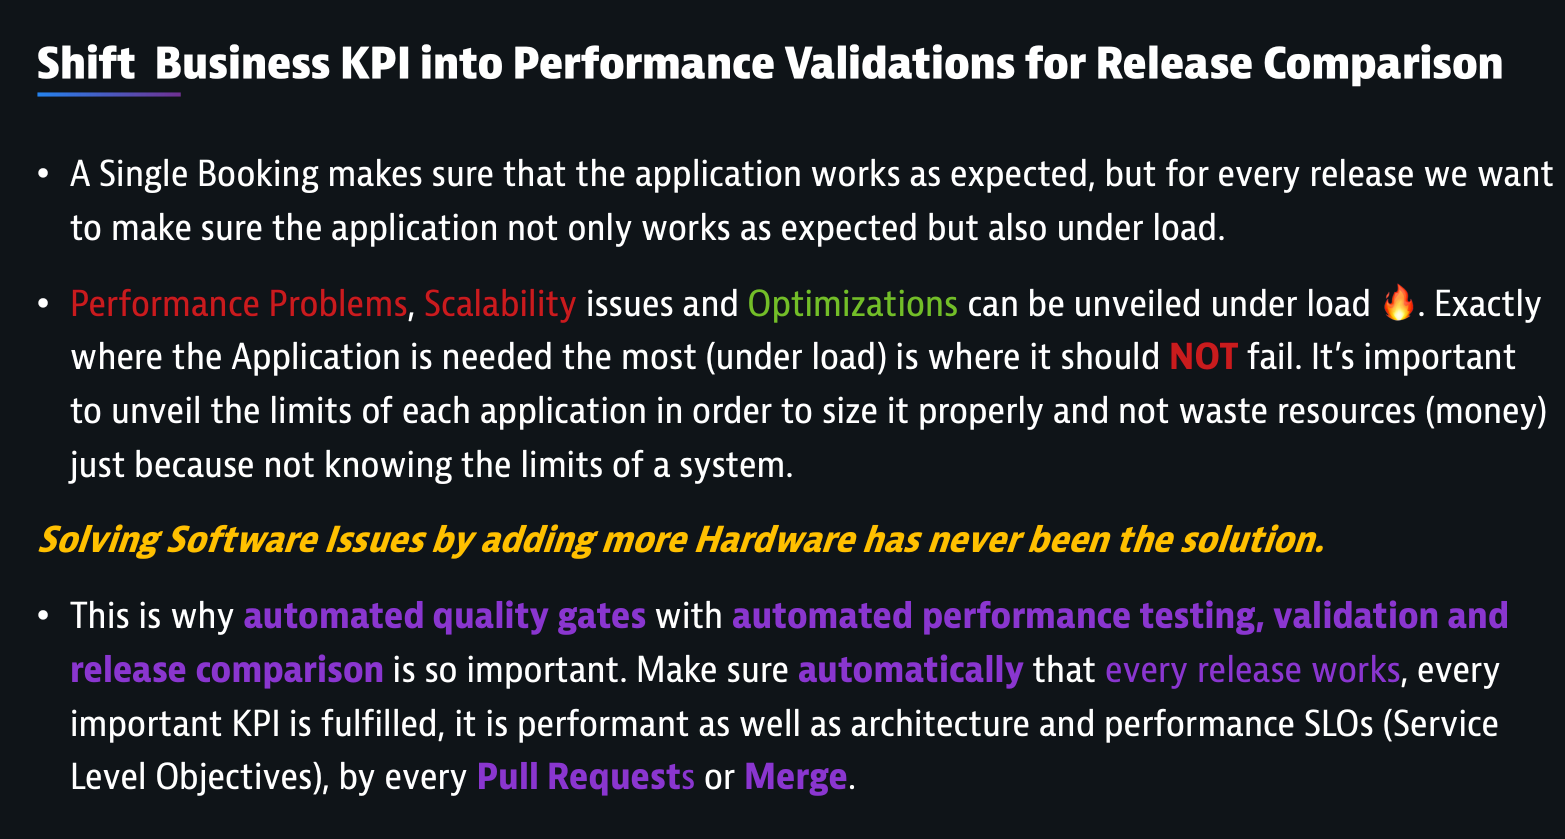 Shift  Business KPI into Performance Validations for Release Comparison
• A Single Booking makes sure that the application works as expected, but for every release we want
to make sure the application not only works as expected but also under load.
• Performance Problems, Scalability issues and Optimizations can be unveiled under load 🔥. Exactly
where the Application is needed the most (under load) is where it should NOT fail. It’s important
to unveil the limits of each application in order to size it properly and not waste resources (money)
just because not knowing the limits of a system.
Solving Software Issues by adding more Hardware has never been the solution.
• This is why automated quality gates with automated performance testing, validation and
release comparison is so important. Make sure automatically that every release works, every
important KPI is fulfilled, it is performant as well as architecture and performance SLOs (Service
Level Objectives), by every Pull Requests or Merge.